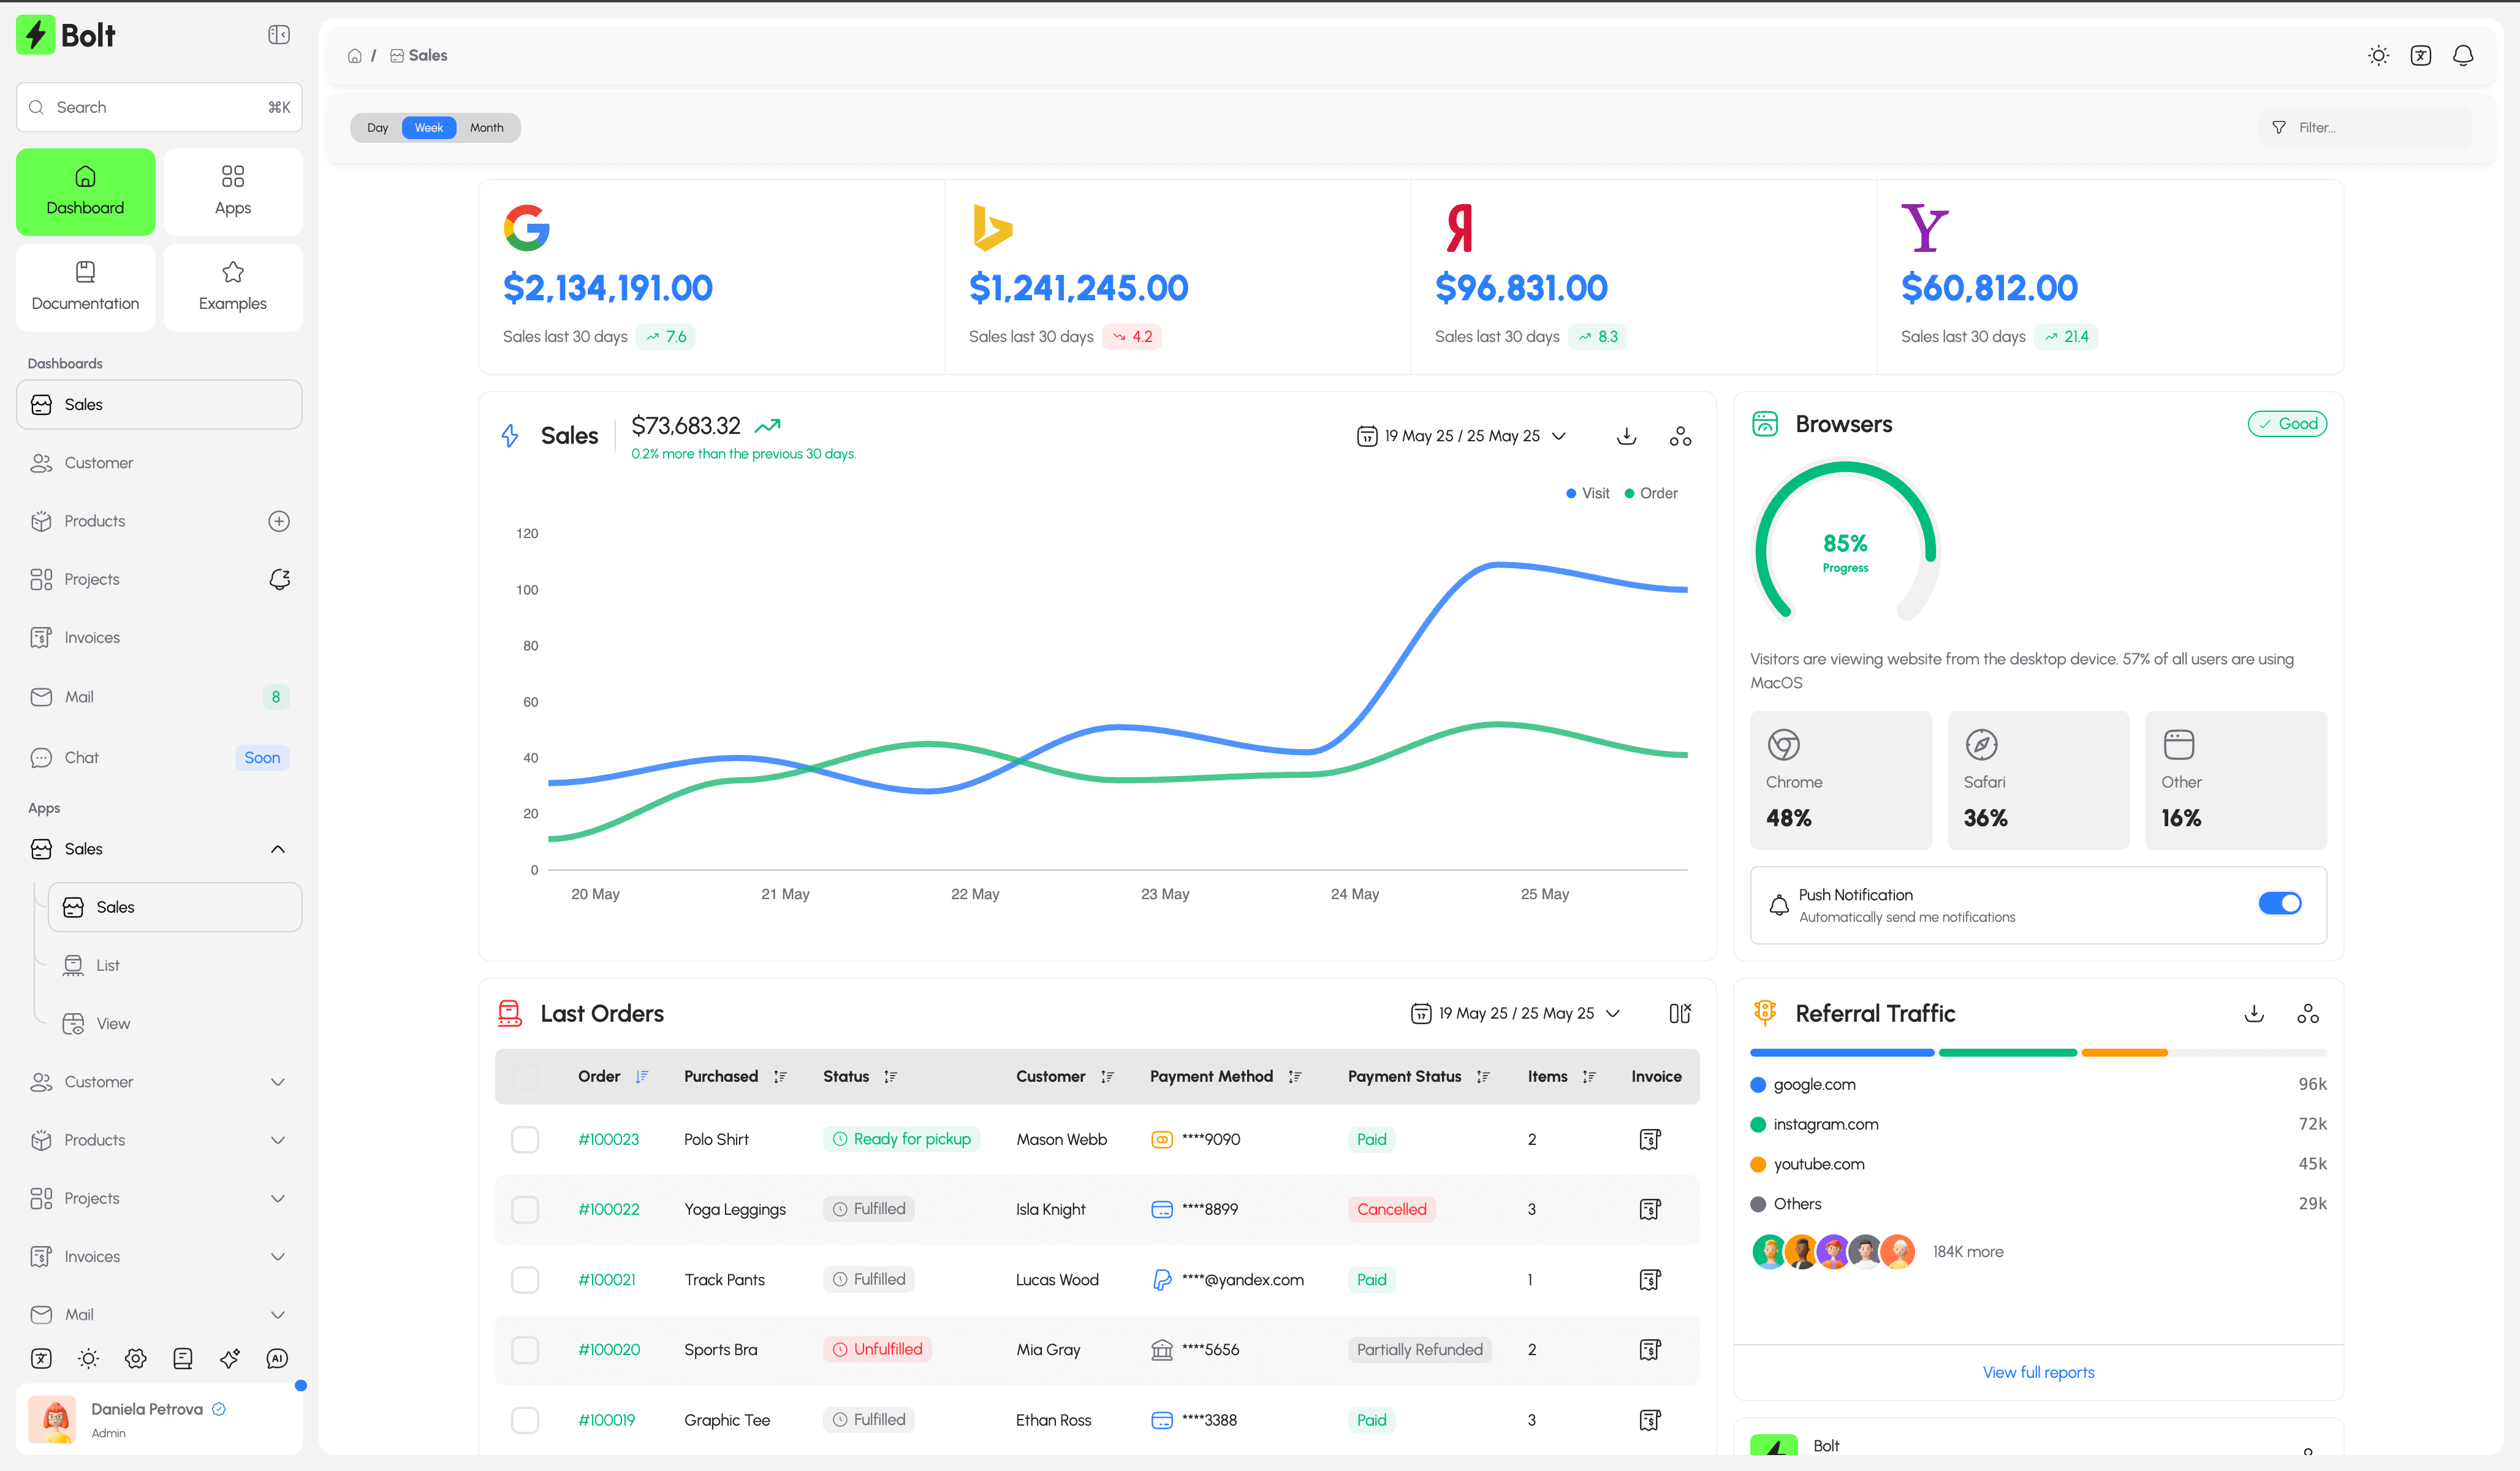 Bolt
Search ⌘K
Dashboard
Apps
Documentation
Examples
Dashboards
Sales
Customer
Products
Projects
Invoices
Mail 8
Chat Soon
Apps
Sales
Sales
List
View
Customer
Products
Projects
Invoices
Mail
AI
Daniela Petrova
Admin
/ Sales
Day Week Month
Filter...
$2,134,191.00
Sales last 30 days 7.6
$1,241,245.00
Sales last 30 days 4.2
Я
$96,831.00
Sales last 30 days 8.3
Y
$60,812.00
Sales last 30 days 21.4
Sales
$73,683.32
0.2% more than the previous 30 days.
17 19 May 25 / 25 May 25
Visit Order
120
100
80
60
40
20
0
20 May 21 May 22 May 23 May 24 May 25 May
Browsers
Good
85%
Progress
Visitors are viewing website from the desktop device. 57% of all users are using
MacOS
Chrome
48%
Safari
36%
Other
16%
Push Notification
Automatically send me notifications
Last Orders
17 19 May 25 / 25 May 25
Order Purchased Status Customer Payment Method Payment Status Items Invoice
#100023 Polo Shirt Ready for pickup Mason Webb ****9090 Paid 2
#100022 Yoga Leggings Fulfilled Isla Knight ****8899 Cancelled 3
#100021 Track Pants Fulfilled Lucas Wood ****@yandex.com Paid 1
#100020 Sports Bra Unfulfilled Mia Gray ****5656 Partially Refunded 2
#100019 Graphic Tee Fulfilled Ethan Ross ****3388 Paid 3
Referral Traffic
google.com 96k
instagram.com 72k
youtube.com 45k
Others 29k
184K more
View full reports
Bolt